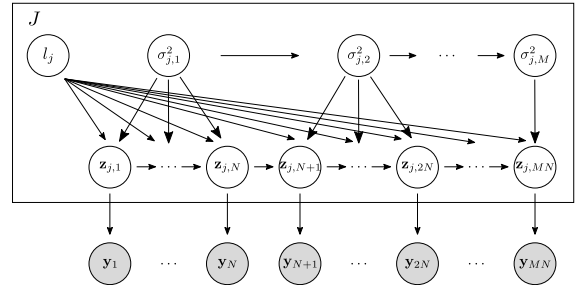 J
l_j σ²_{j,1} σ²_{j,2} ⋯ σ²_{j,M}
z_{j,1} ⋯ z_{j,N} z_{j,N+1} ⋯ z_{j,2N} ⋯ z_{j,MN}
y_1 ⋯ y_N y_{N+1} ⋯ y_{2N} ⋯ y_{MN}